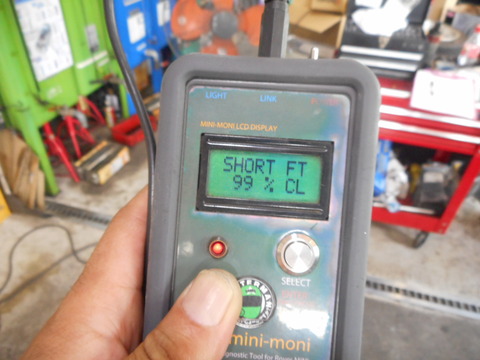 LIGHT LINK
MINI-MONI LCD DISPLAY
SHORT FT
99 % CL
SELECT
mini-moni